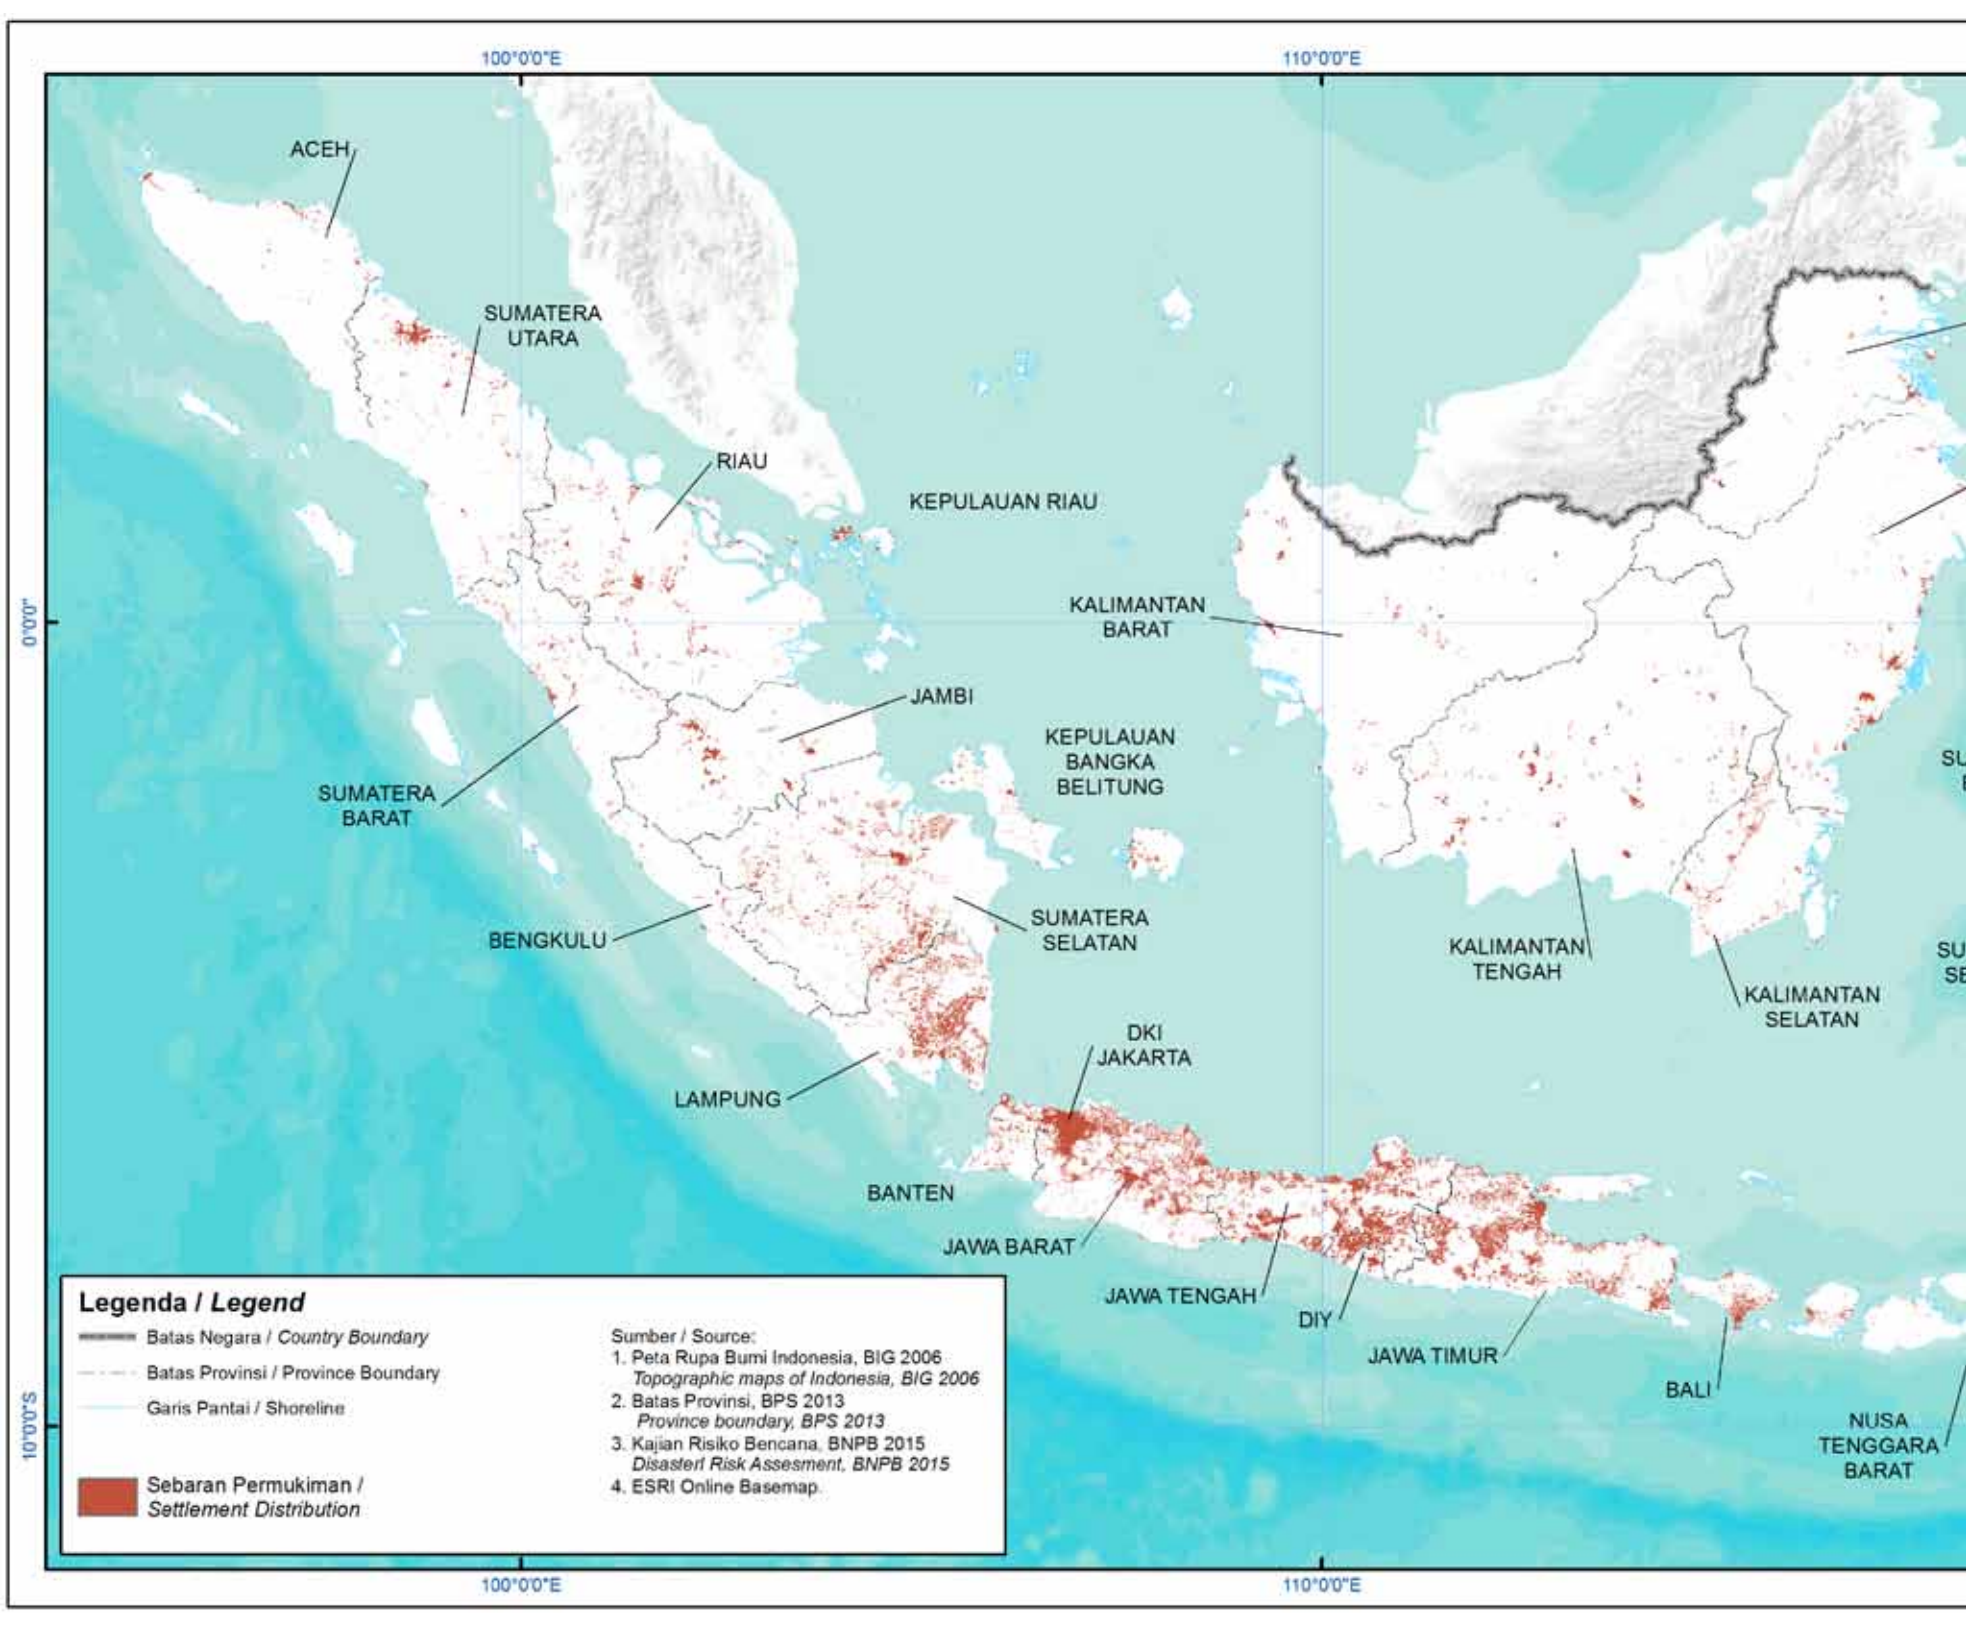 100°0'0"E
110°0'0"E
ACEH
SUMATERA
UTARA
RIAU
KEPULAUAN RIAU
0°0'0"
KALIMANTAN
BARAT
JAMBI
KEPULAUAN
BANGKA
BELITUNG
SUMATERA
BARAT
SUMATERA
SELATAN
BENGKULU
KALIMANTAN
TENGAH
KALIMANTAN
SELATAN
SU
SU
SE
DKI
JAKARTA
LAMPUNG
BANTEN
JAWA BARAT
JAWA TENGAH
DIY
JAWA TIMUR
BALI
NUSA
TENGGARA
BARAT
10°0'0"S
Legenda / Legend
Batas Negara / Country Boundary
Batas Provinsi / Province Boundary
Garis Pantai / Shoreline
Sebaran Permukiman /
Settlement Distribution
Sumber / Source:
1. Peta Rupa Bumi Indonesia, BIG 2006
Topographic maps of Indonesia, BIG 2006
2. Batas Provinsi, BPS 2013
Province boundary, BPS 2013
3. Kajian Risiko Bencana, BNPB 2015
Disasterl Risk Assesment, BNPB 2015
4. ESRI Online Basemap.
100°0'0"E
110°0'0"E